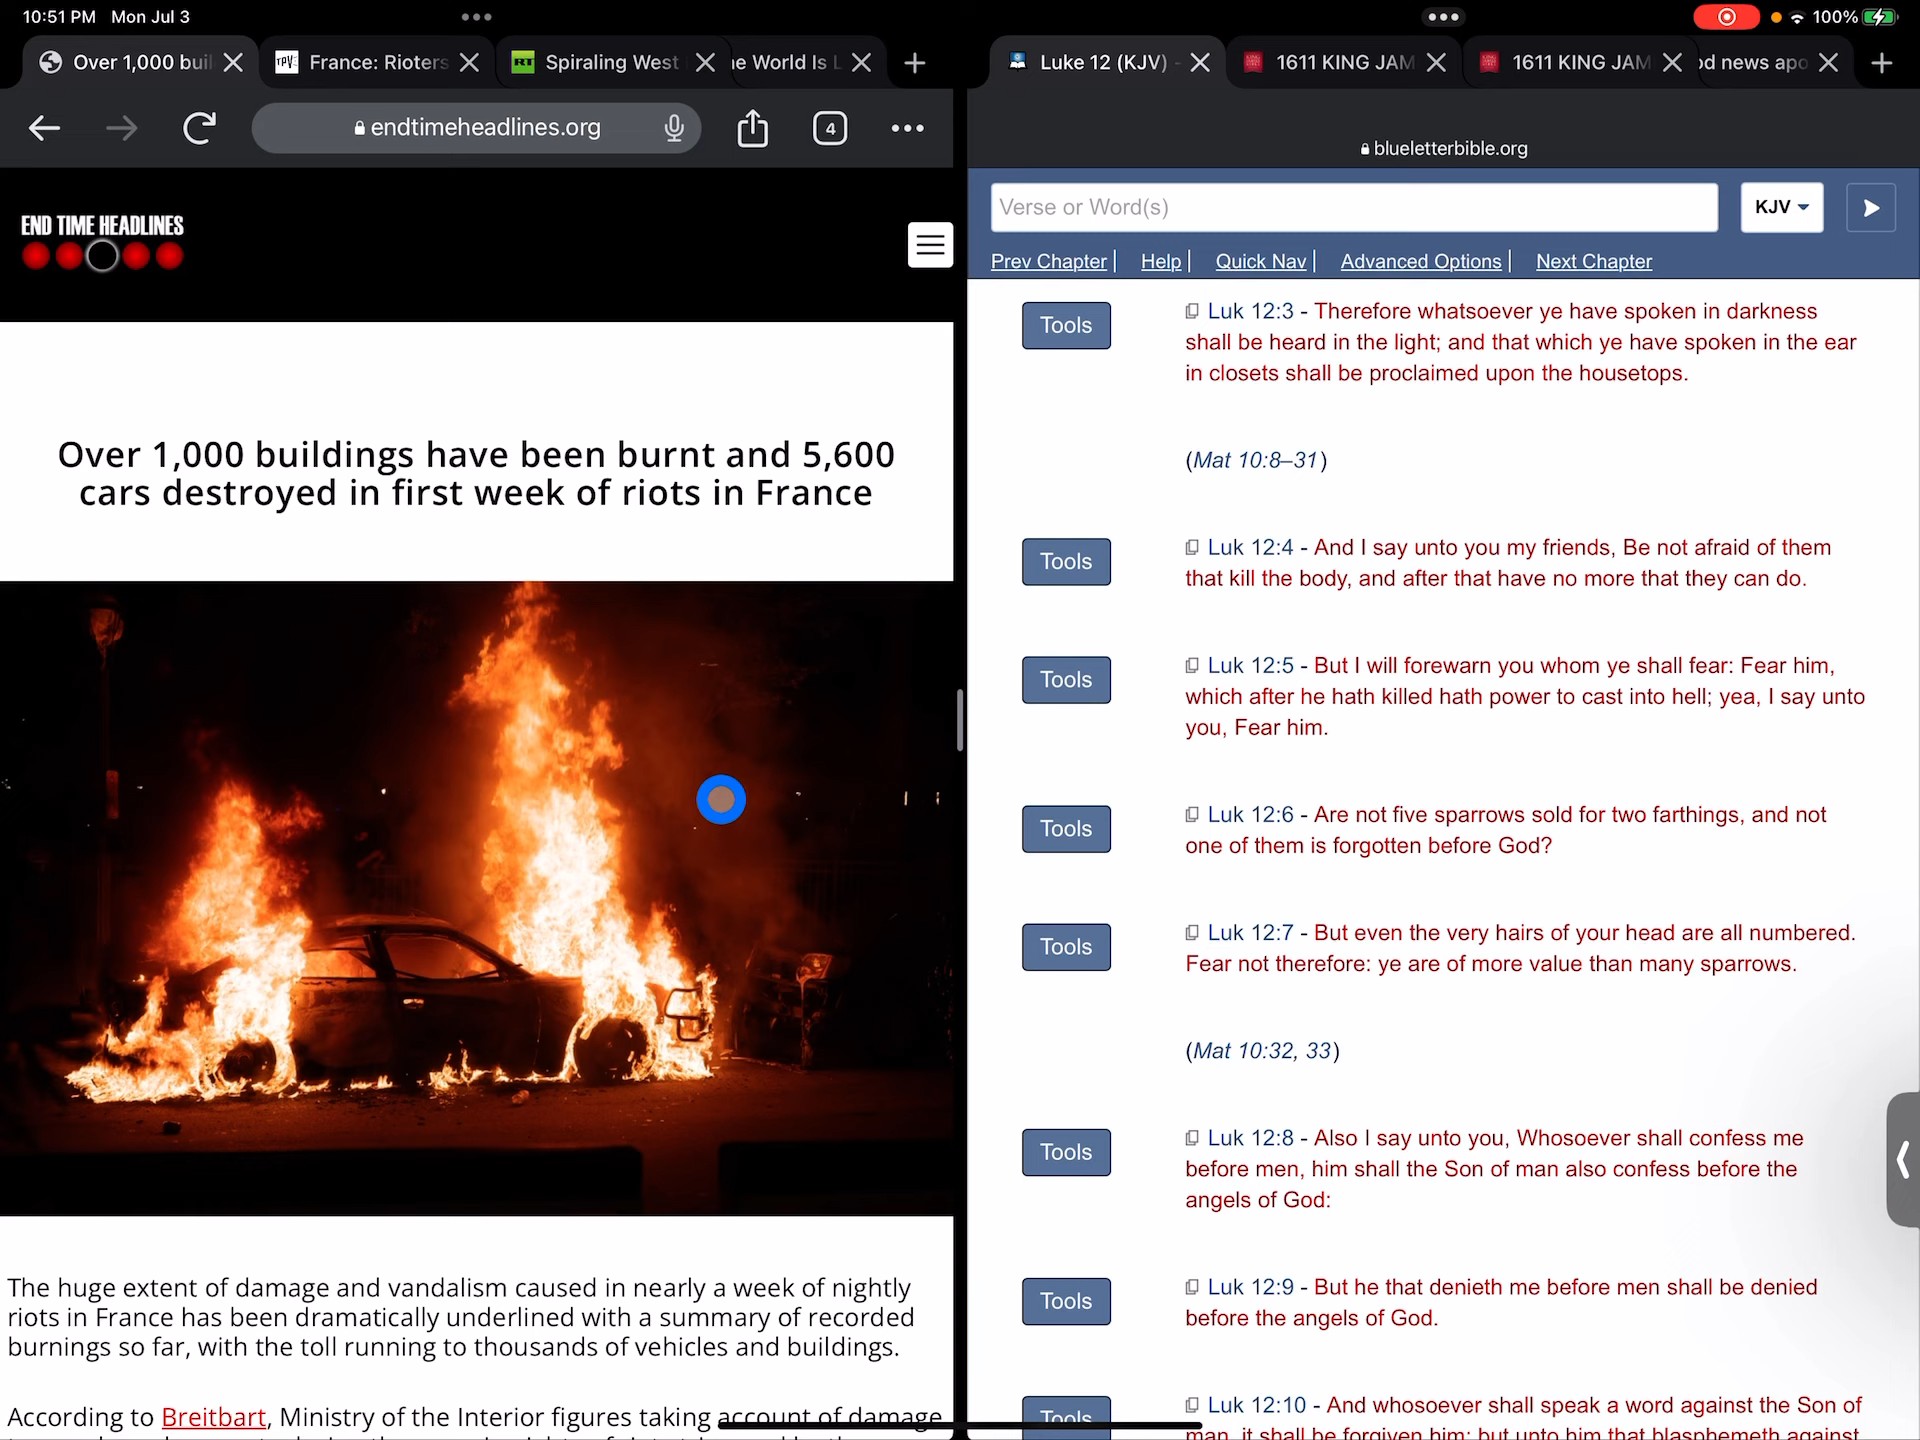 10:51 PM Mon Jul 3
100%
Over 1,000 buil
TPV
France: Rioters
RT
Spiraling West
e World Is L
endtimeheadlines.org
4
END TIME HEADLINES
Over 1,000 buildings have been burnt and 5,600
cars destroyed in first week of riots in France
The huge extent of damage and vandalism caused in nearly a week of nightly
riots in France has been dramatically underlined with a summary of recorded
burnings so far, with the toll running to thousands of vehicles and buildings.
According to Breitbart, Ministry of the Interior figures taking account of damage
Luke 12 (KJV) -
1611 KING JAM
1611 KING JAM
od news apo
blueletterbible.org
Verse or Word(s)
KJV
Prev Chapter | Help | Quick Nav | Advanced Options | Next Chapter
Tools
Luk 12:3 - Therefore whatsoever ye have spoken in darkness
shall be heard in the light; and that which ye have spoken in the ear
in closets shall be proclaimed upon the housetops.
(Mat 10:8–31)
Tools
Luk 12:4 - And I say unto you my friends, Be not afraid of them
that kill the body, and after that have no more that they can do.
Tools
Luk 12:5 - But I will forewarn you whom ye shall fear: Fear him,
which after he hath killed hath power to cast into hell; yea, I say unto
you, Fear him.
Tools
Luk 12:6 - Are not five sparrows sold for two farthings, and not
one of them is forgotten before God?
Tools
Luk 12:7 - But even the very hairs of your head are all numbered.
Fear not therefore: ye are of more value than many sparrows.
(Mat 10:32, 33)
Tools
Luk 12:8 - Also I say unto you, Whosoever shall confess me
before men, him shall the Son of man also confess before the
angels of God:
Tools
Luk 12:9 - But he that denieth me before men shall be denied
before the angels of God.
Tools
Luk 12:10 - And whosoever shall speak a word against the Son of
man, it shall be forgiven him: but unto him that blasphemeth against